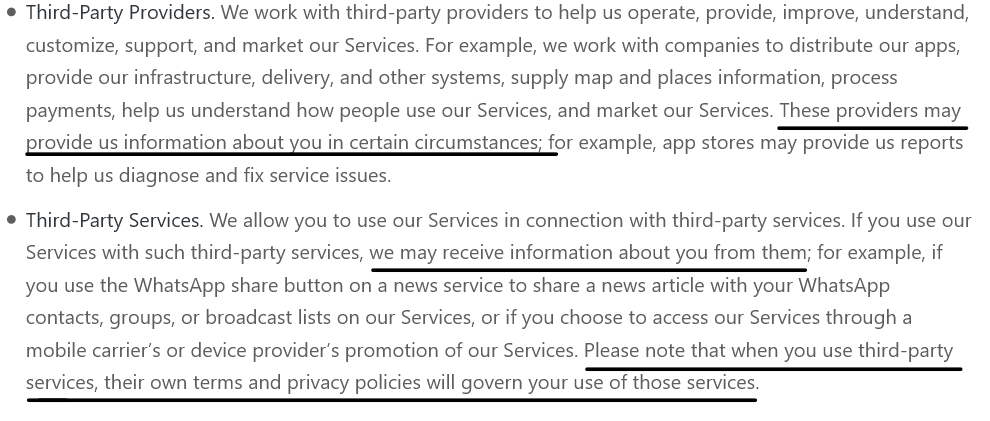 • Third-Party Providers. We work with third-party providers to help us operate, provide, improve, understand,
customize, support, and market our Services. For example, we work with companies to distribute our apps,
provide our infrastructure, delivery, and other systems, supply map and places information, process
payments, help us understand how people use our Services, and market our Services. These providers may
provide us information about you in certain circumstances; for example, app stores may provide us reports
to help us diagnose and fix service issues.
• Third-Party Services. We allow you to use our Services in connection with third-party services. If you use our
Services with such third-party services, we may receive information about you from them; for example, if
you use the WhatsApp share button on a news service to share a news article with your WhatsApp
contacts, groups, or broadcast lists on our Services, or if you choose to access our Services through a
mobile carrier’s or device provider’s promotion of our Services. Please note that when you use third-party
services, their own terms and privacy policies will govern your use of those services.